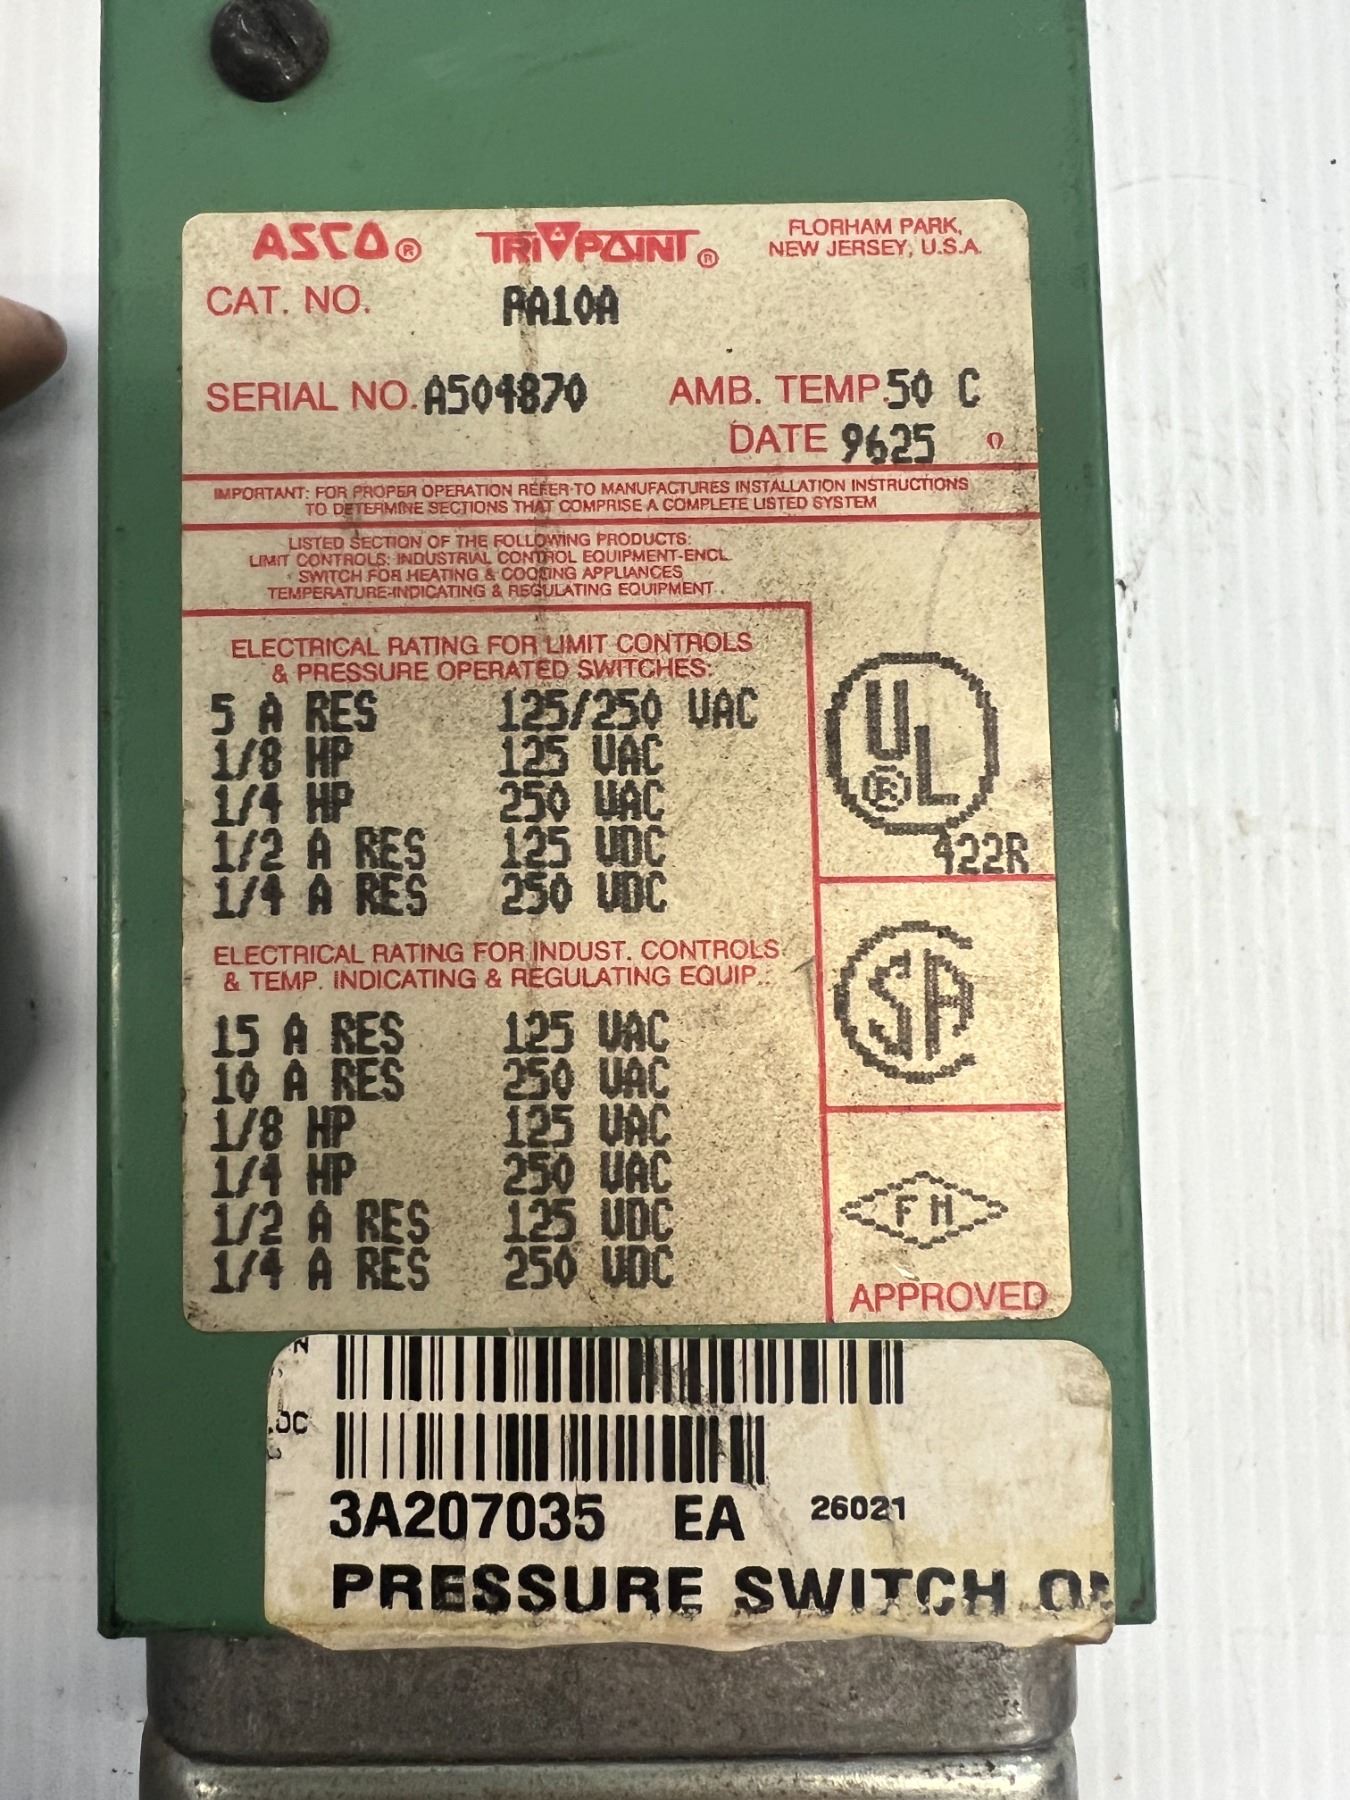 ASCO® TRI POINT® FLORHAM PARK,
NEW JERSEY, U.S.A.
CAT. NO. PA10A
SERIAL NO. A504870 AMB. TEMP. 50 C
DATE 9625
IMPORTANT: FOR PROPER OPERATION REFER TO MANUFACTURES INSTALLATION INSTRUCTIONS
TO DETERMINE SECTIONS THAT COMPRISE A COMPLETE LISTED SYSTEM
LISTED SECTION OF THE FOLLOWING PRODUCTS:
LIMIT CONTROLS: INDUSTRIAL CONTROL EQUIPMENT-ENCL
SWITCH FOR HEATING & COOLING APPLIANCES
TEMPERATURE-INDICATING & REGULATING EQUIPMENT.
ELECTRICAL RATING FOR LIMIT CONTROLS
& PRESSURE OPERATED SWITCHES:
5 A RES 125/250 VAC
1/8 HP 125 VAC
1/4 HP 250 VAC
1/2 A RES 125 VDC
1/4 A RES 250 VDC
UL®
422R
ELECTRICAL RATING FOR INDUST. CONTROLS
& TEMP. INDICATING & REGULATING EQUIP..
15 A RES 125 VAC
10 A RES 250 VAC
1/8 HP 125 VAC
1/4 HP 250 VAC
1/2 A RES 125 VDC
1/4 A RES 250 VDC
CSA
FM
APPROVED
3A207035 EA 26021
PRESSURE SWITCH